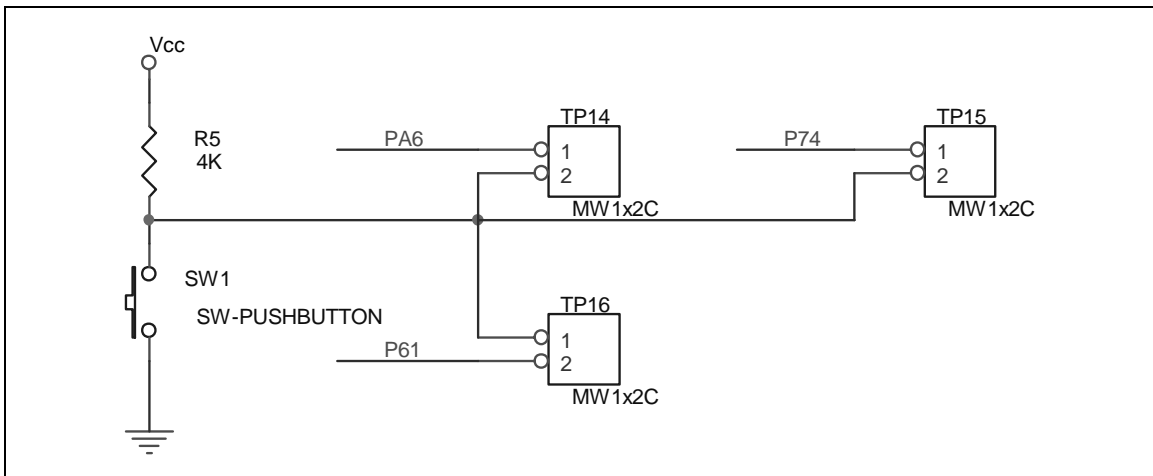 Vcc
R5
4K
PA6
TP14
1
2
MW1x2C
P74
TP15
1
2
MW1x2C
SW1
SW-PUSHBUTTON
P61
TP16
1
2
MW1x2C